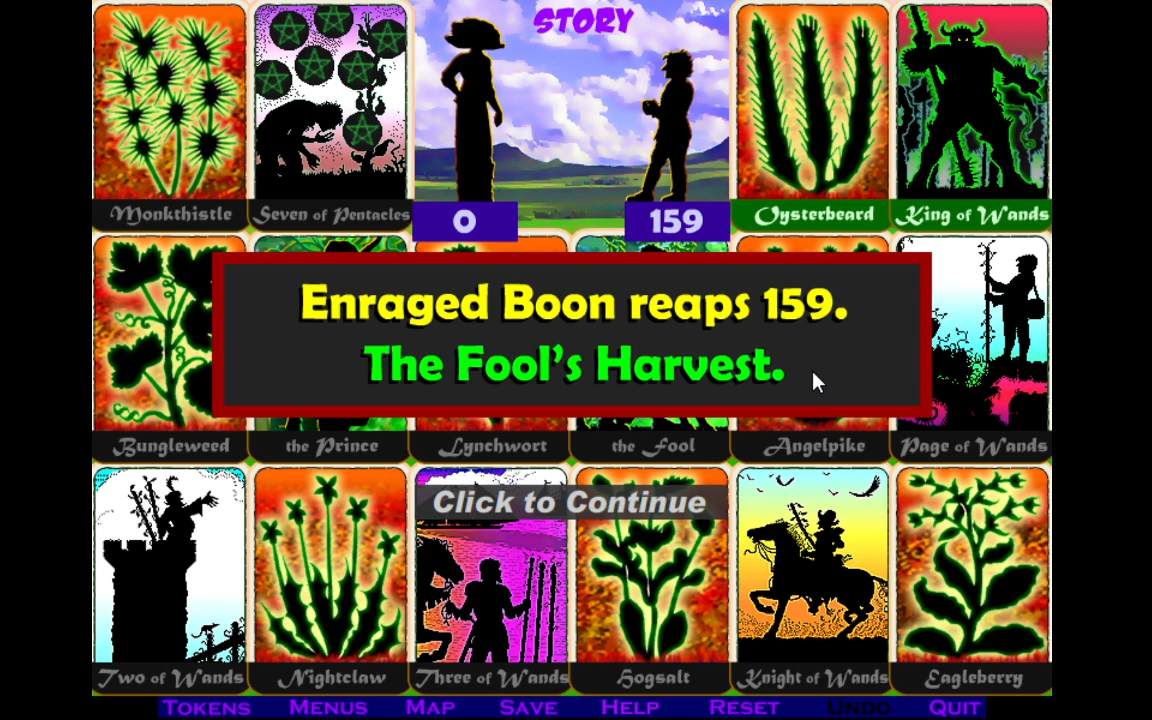 STORY
Monkthistle
Seven of Pentacles
0
159
Oysterbeard
King of Wands
Enraged Boon reaps 159.
The Fool's Harvest.
Bungleweed
the Prince
Lynchwort
the Fool
Angelpike
Page of Wands
Click to Continue
Two of Wands
Nightclaw
Three of Wands
Hogsalt
Knight of Wands
Eagleberry
Tokens Menus Map Save Help Reset Undo Quit